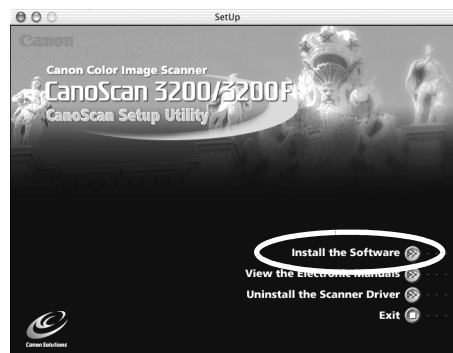 SetUp
Canon
Canon Color Image Scanner
CanoScan 3200/3200F
CanoScan Setup Utility
Install the Software
View the Electronic Manuals
Uninstall the Scanner Driver
Exit
Canon Solutions